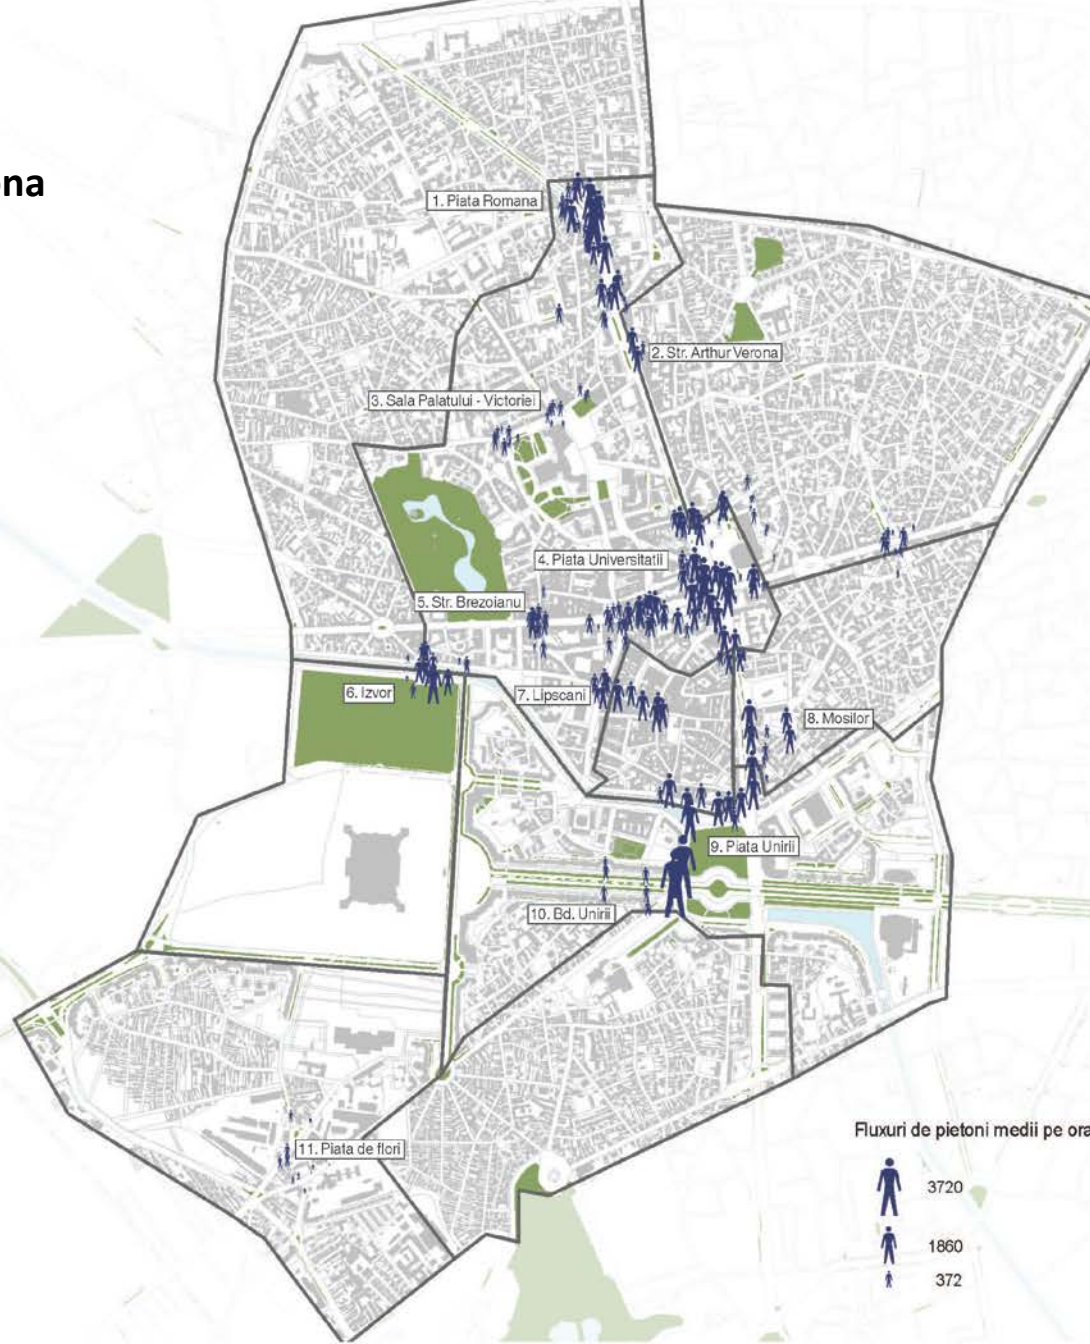 na
1. Piata Romana
2. Str. Arthur Verona
3. Sala Palatului - Victoriei
4. Piata Universitatii
5. Str. Brezoianu
6. Izvor
7. Lipscani
8. Mosilor
9. Piata Unirii
10. Bd. Unirii
11. Piata de flori
Fluxuri de pietoni medii pe ora
3720
1860
372